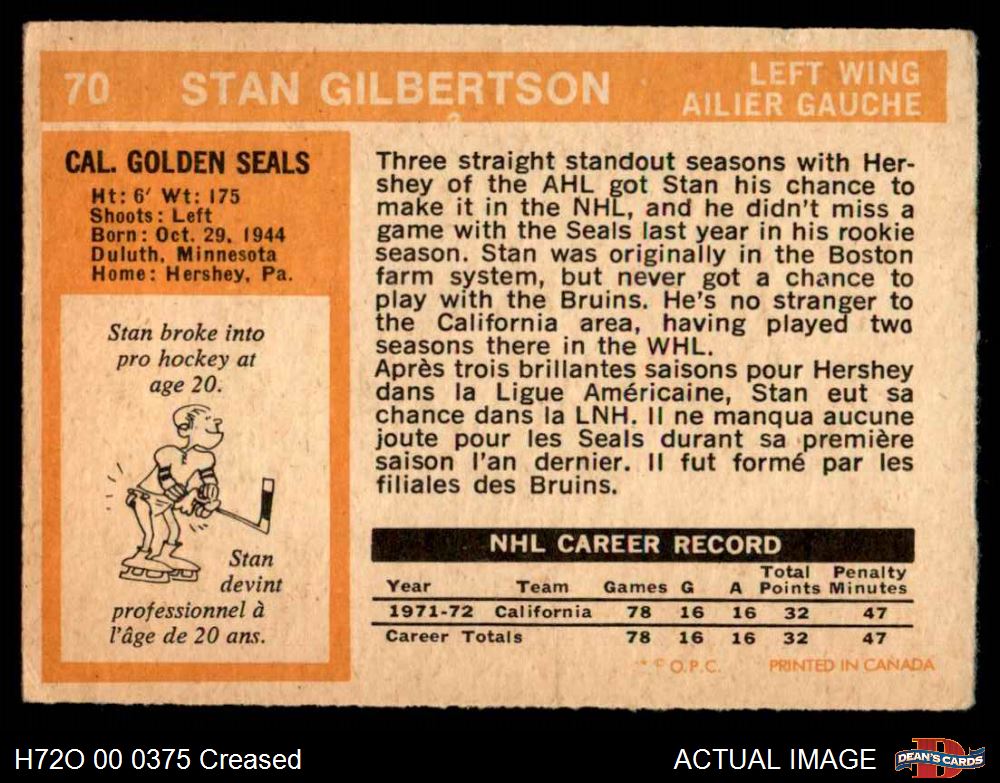 70 STAN GILBERTSON
LEFT WING
AILIER GAUCHE
CAL. GOLDEN SEALS
Ht: 6' Wt: 175
Shoots: Left
Born: Oct. 29, 1944
Duluth, Minnesota
Home: Hershey, Pa.
Stan broke into
pro hockey at
age 20.
Stan
devint
professionnel à
l'âge de 20 ans.
Three straight standout seasons with Her-
shey of the AHL got Stan his chance to
make it in the NHL, and he didn't miss a
game with the Seals last year in his rookie
season. Stan was originally in the Boston
farm system, but never got a chance to
play with the Bruins. He's no stranger to
the California area, having played two
seasons there in the WHL.
Après trois brillantes saisons pour Hershey
dans la Ligue Américaine, Stan eut sa
chance dans la LNH. Il ne manqua aucune
joute pour les Seals durant sa première
saison l'an dernier. Il fut formé par les
filiales des Bruins.
NHL CAREER RECORD
Year Team Games G A Total Points Penalty Minutes
1971-72 California 78 16 16 32 47
Career Totals 78 16 16 32 47
* © O.P.C. PRINTED IN CANADA
H72O 00 0375 Creased
ACTUAL IMAGE
DEAN'S CARDS